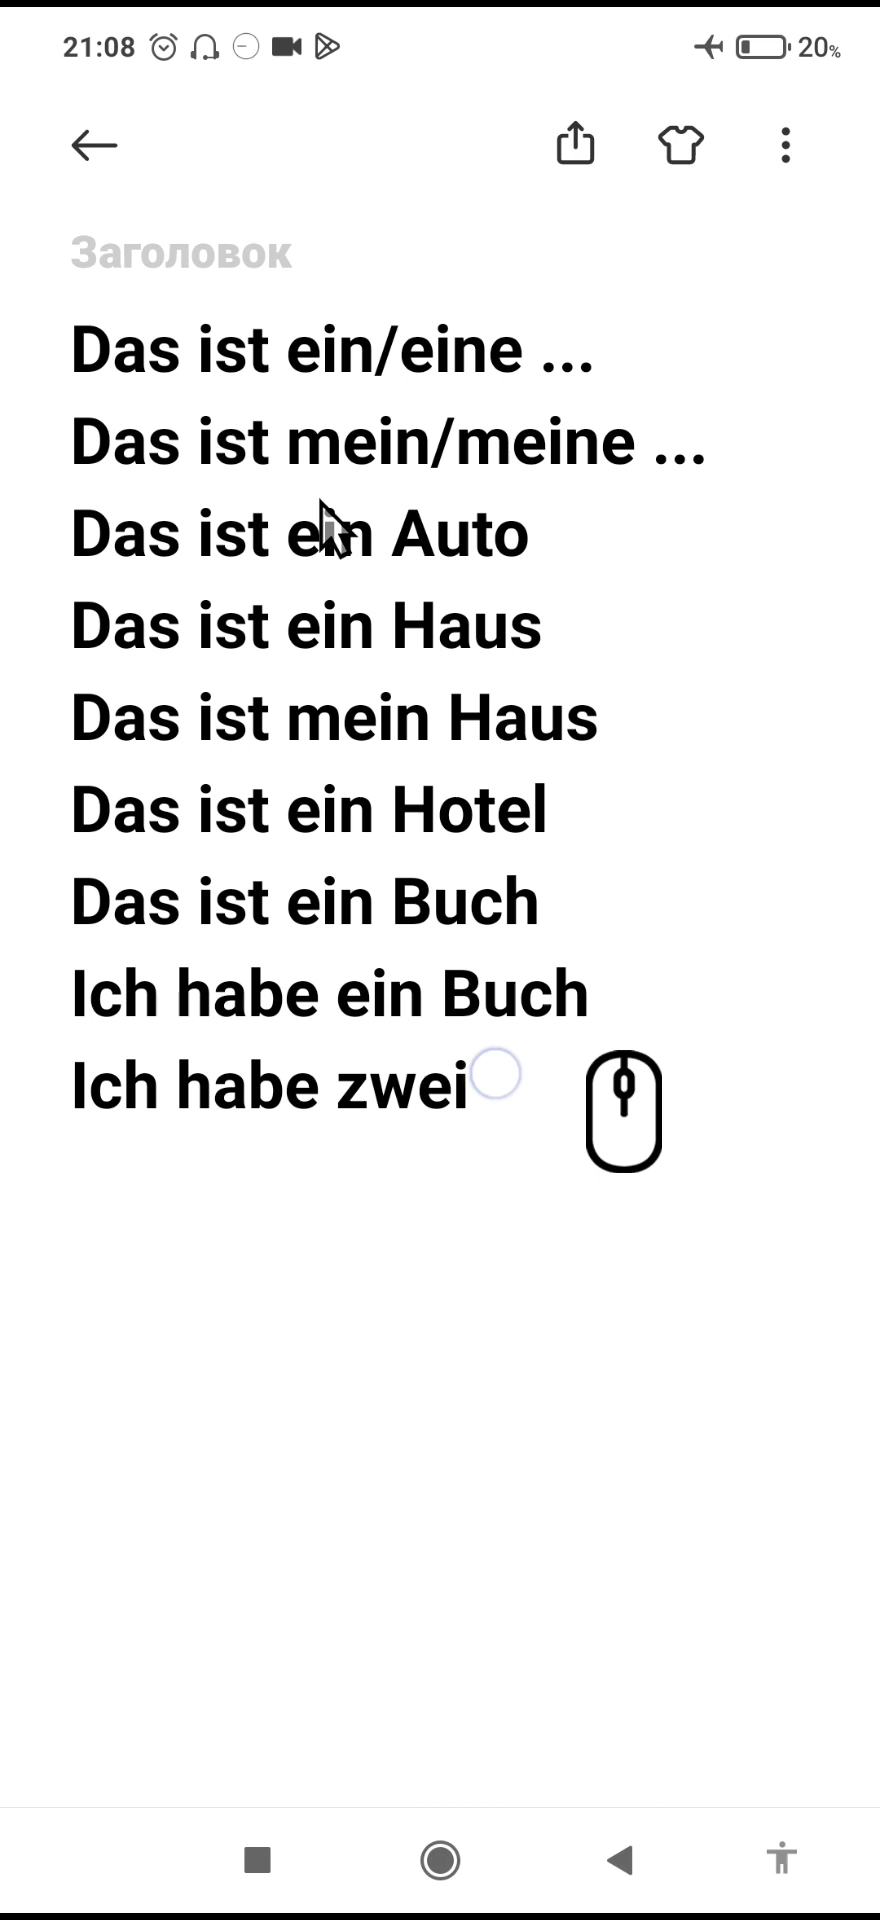 21:08
20%
Заголовок
Das ist ein/eine ...
Das ist mein/meine ...
Das ist ein Auto
Das ist ein Haus
Das ist mein Haus
Das ist ein Hotel
Das ist ein Buch
Ich habe ein Buch
Ich habe zwei